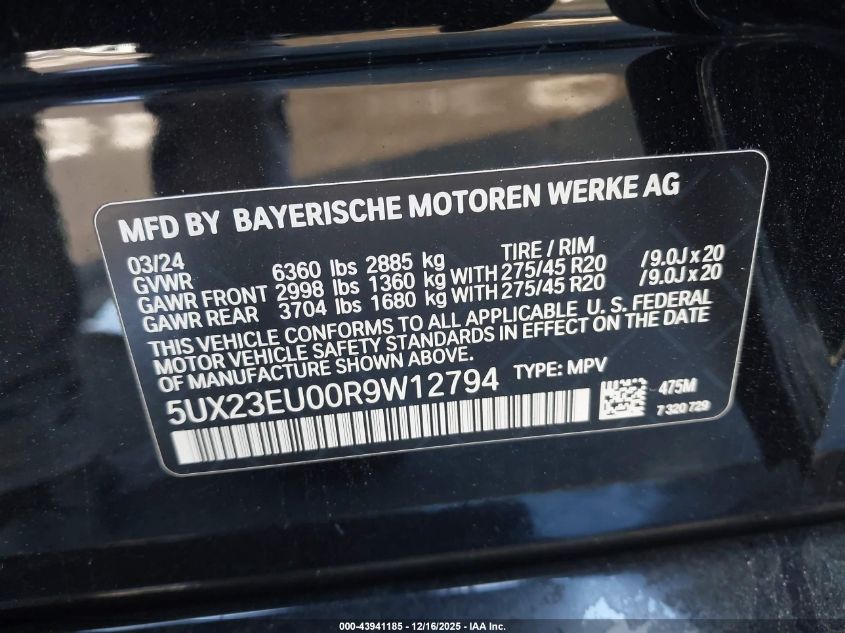 MFD BY BAYERISCHE MOTOREN WERKE AG
03/24 TIRE / RIM
GVWR 6360 lbs 2885 kg
GAWR FRONT 2998 lbs 1360 kg WITH 275/45 R20 / 9.0J x 20
GAWR REAR 3704 lbs 1680 kg WITH 275/45 R20 / 9.0J x 20
THIS VEHICLE CONFORMS TO ALL APPLICABLE U. S. FEDERAL
MOTOR VEHICLE SAFETY STANDARDS IN EFFECT ON THE DATE
OF MANUFACTURE SHOWN ABOVE.
5UX23EU00R9W12794 TYPE: MPV
475M
7 320 729
000-43941185 - 12/16/2025 - IAA Inc.